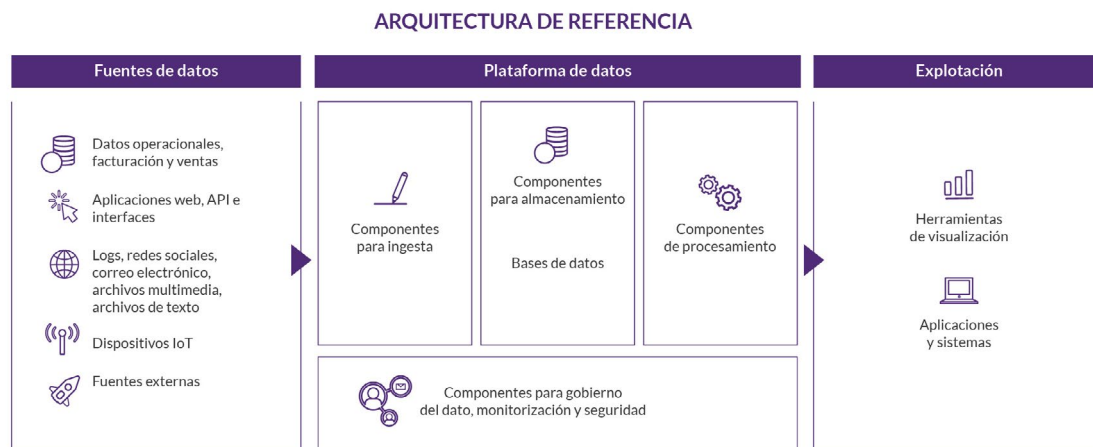 ARQUITECTURA DE REFERENCIA
Fuentes de datos
Datos operacionales,
facturación y ventas
Aplicaciones web, API e
interfaces
Logs, redes sociales,
correo electrónico,
archivos multimedia,
archivos de texto
Dispositivos IoT
Fuentes externas
Plataforma de datos
Componentes
para ingesta
Componentes
para almacenamiento
Bases de datos
Componentes
de procesamiento
Componentes para gobierno
del dato, monitorización y seguridad
Explotación
Herramientas
de visualización
Aplicaciones
y sistemas